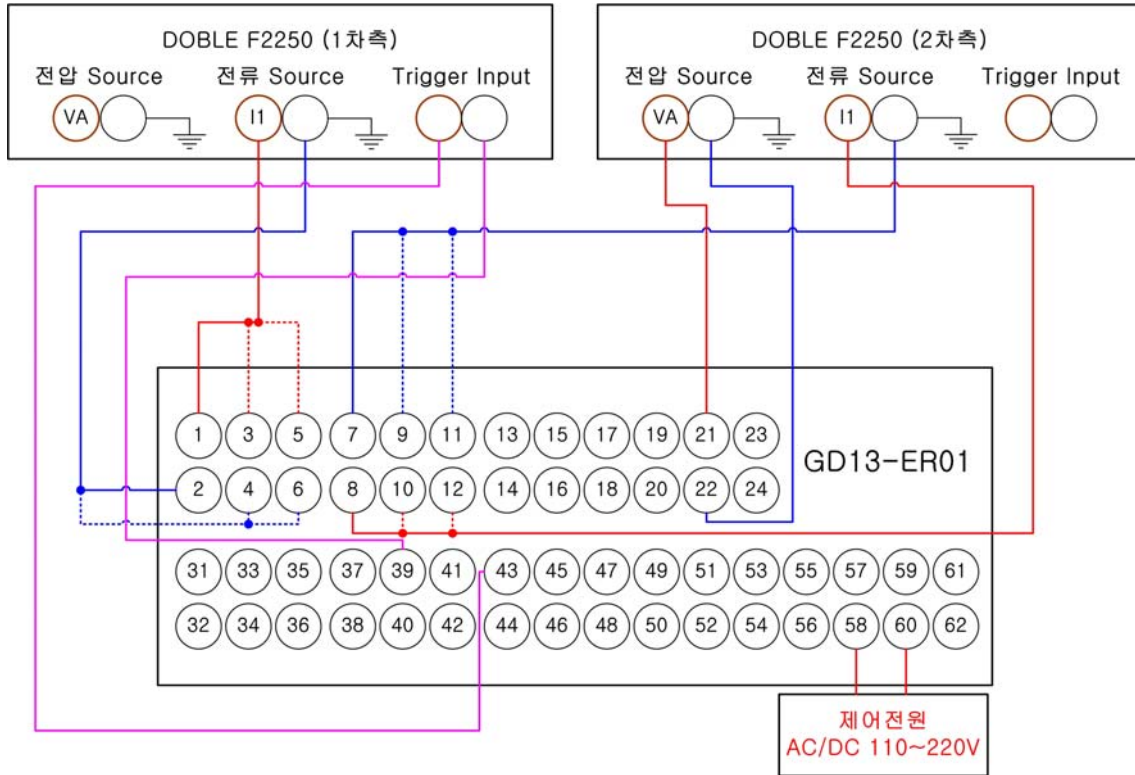 DOBLE F2250 (1차측)
전압 Source 전류 Source Trigger Input
VA I1
DOBLE F2250 (2차측)
전압 Source 전류 Source Trigger Input
VA I1
1 3 5 7 9 11 13 15 17 19 21 23
GD13-ER01
2 4 6 8 10 12 14 16 18 20 22 24
31 33 35 37 39 41 43 45 47 49 51 53 55 57 59 61
32 34 36 38 40 42 44 46 48 50 52 54 56 58 60 62
제어전원
AC/DC 110~220V